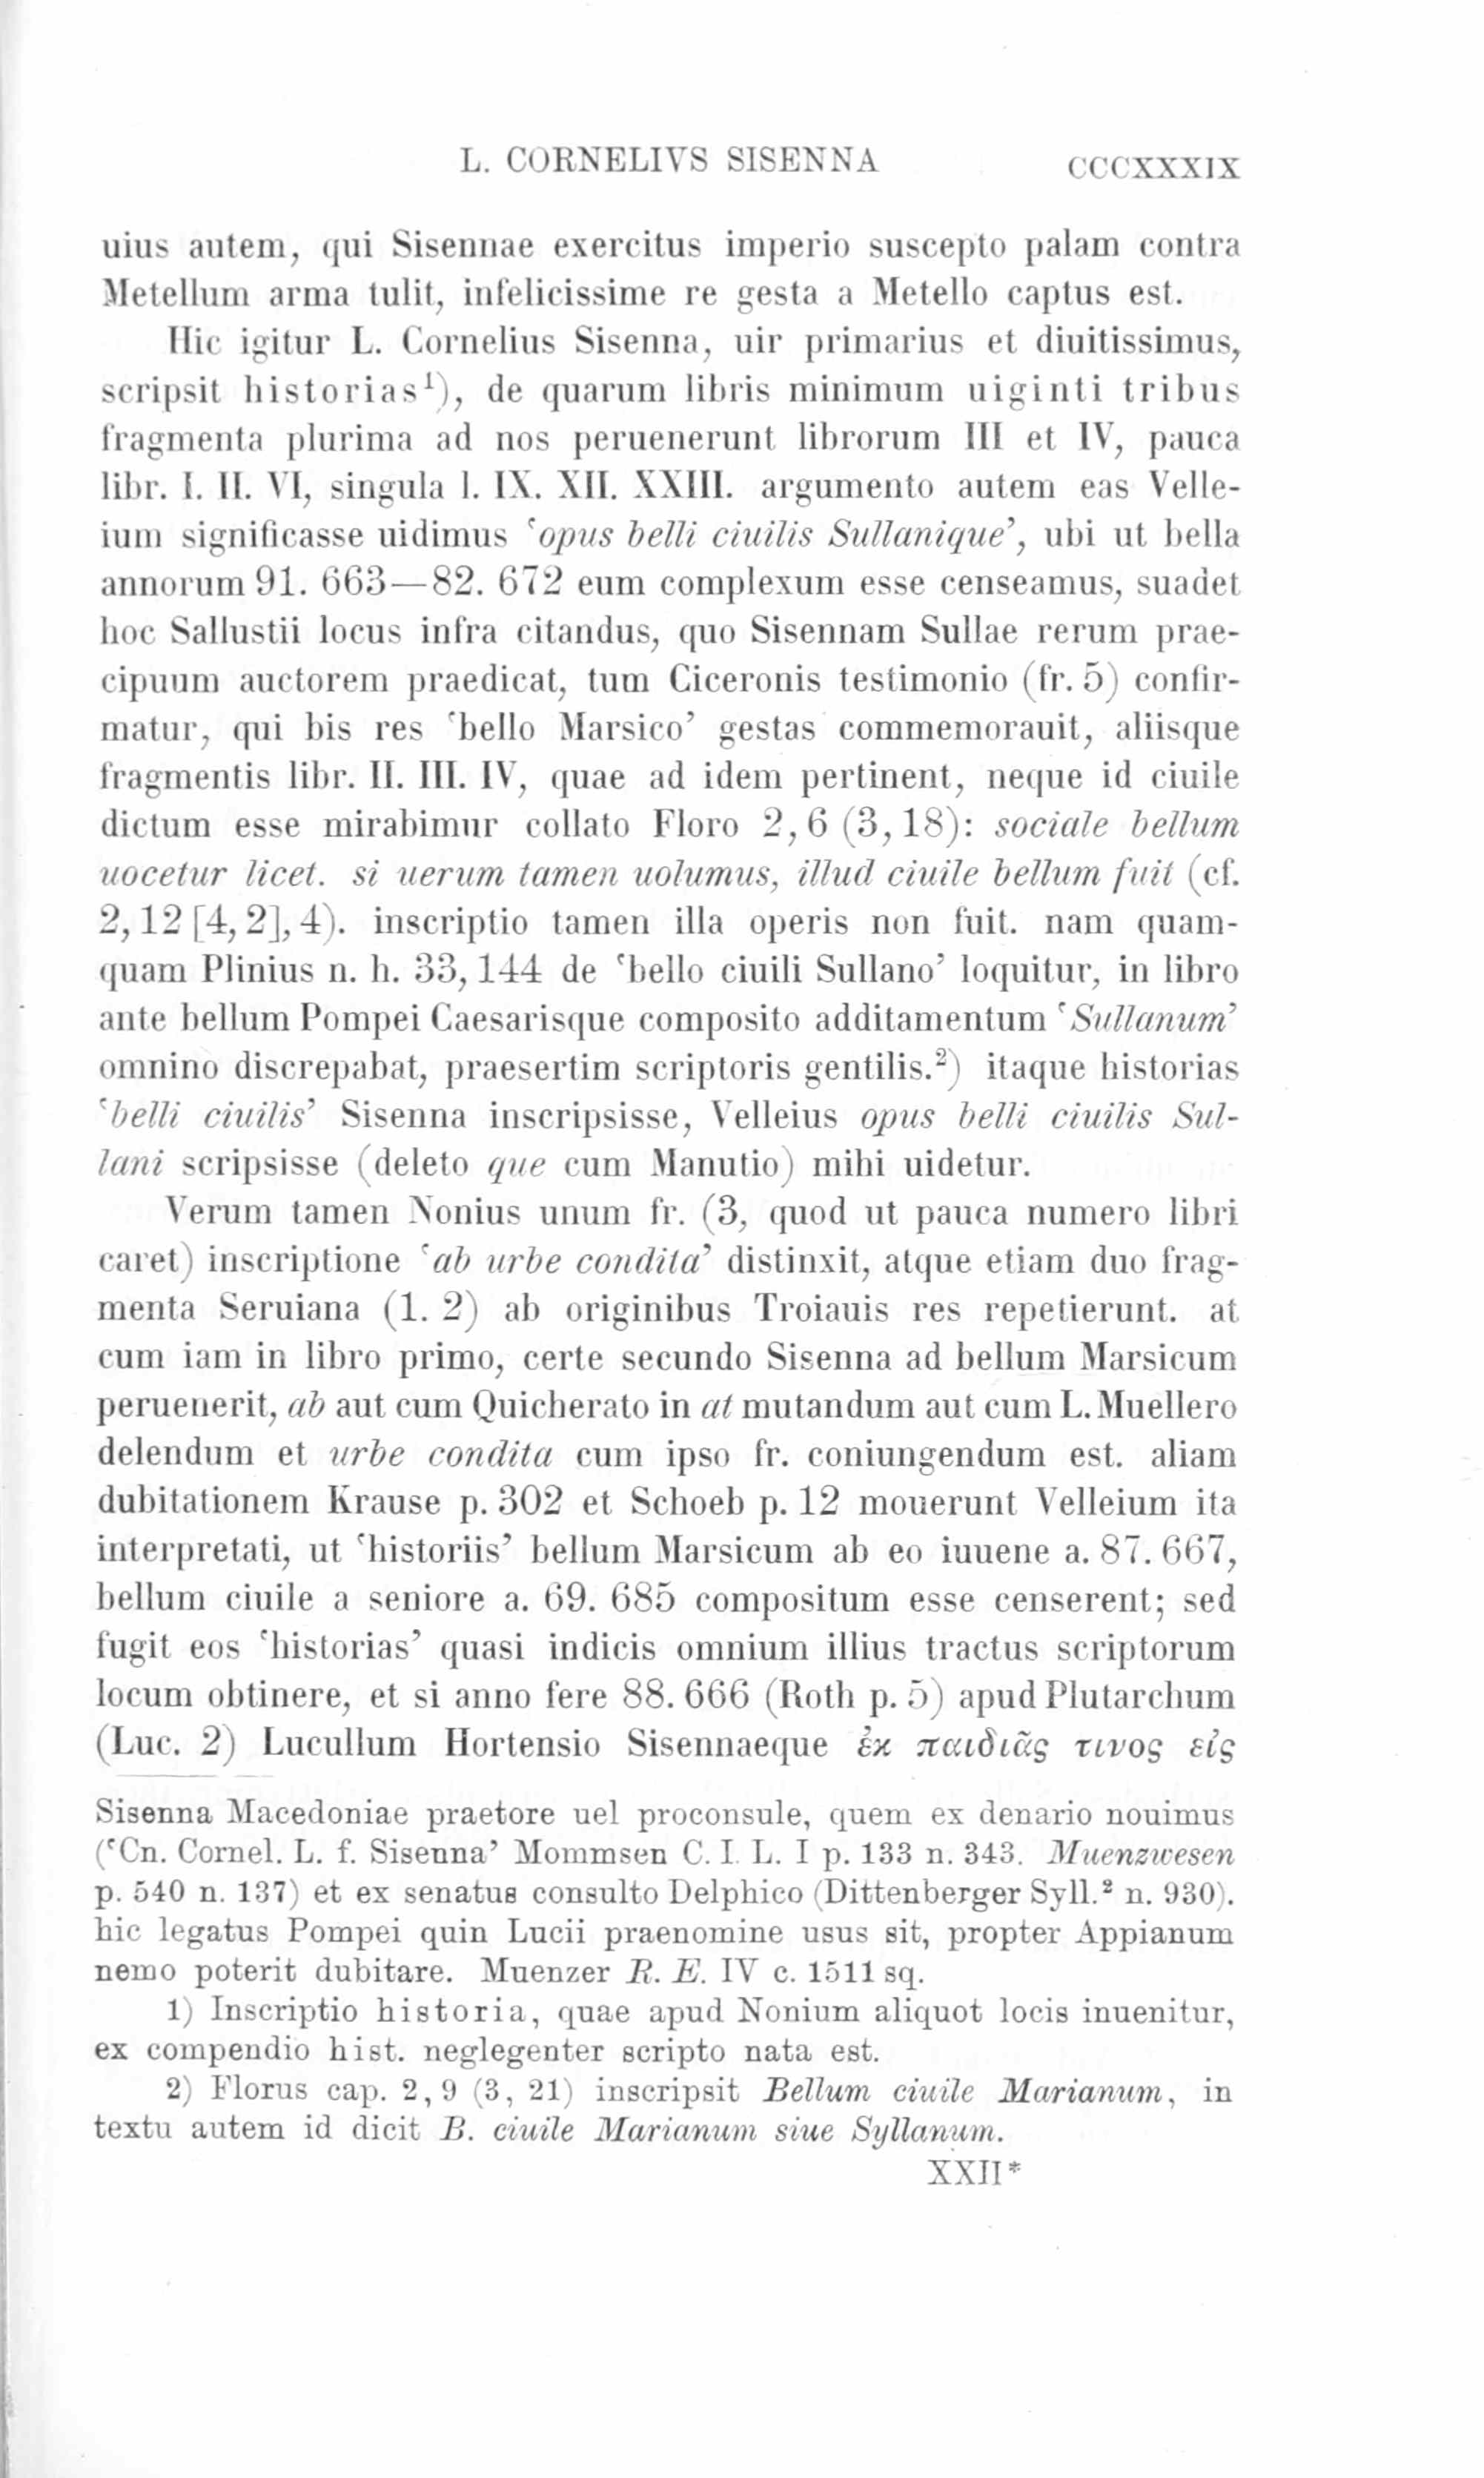 L. CORNELIVS SISENNA CCCXXXIX
uius autem, qui Sisennae exercitus imperio suscepto palam contra
Metellum arma tulit, infelicissime re gesta a Metello captus est.
Hic igitur L. Cornelius Sisenna, uir primarius et diuitissimus,
scripsit historias¹), de quarum libris minimum uiginti tribus
fragmenta plurima ad nos peruenerunt librorum III et IV, pauca
libr. I. II. VI, singula l. IX. XII. XXIII. argumento autem eas Velle-
ium significasse uidimus ‘opus belli ciuilis Sullanique’, ubi ut bella
annorum 91. 663—82. 672 eum complexum esse censeamus, suadet
hoc Sallustii locus infra citandus, quo Sisennam Sullae rerum prae-
cipuum auctorem praedicat, tum Ciceronis testimonio (fr. 5) confir-
matur, qui bis res ‘bello Marsico’ gestas commemorauit, aliisque
fragmentis libr. II. III. IV, quae ad idem pertinent, neque id ciuile
dictum esse mirabimur collato Floro 2, 6 (3, 18): sociale bellum
uocetur licet. si uerum tamen uolumus, illud ciuile bellum fuit (cf.
2, 12 [4, 2], 4). inscriptio tamen illa operis non fuit. nam quam-
quam Plinius n. h. 33, 144 de ‘bello ciuili Sullano’ loquitur, in libro
ante bellum Pompei Caesarisque composito additamentum ‘Sullanum’
omnino discrepabat, praesertim scriptoris gentilis.²) itaque historias
‘belli ciuilis’ Sisenna inscripsisse, Velleius opus belli ciuilis Sul-
lani scripsisse (deleto que cum Manutio) mihi uidetur.
Verum tamen Nonius unum fr. (3, quod ut pauca numero libri
caret) inscriptione ‘ab urbe condita’ distinxit, atque etiam duo frag-
menta Seruiana (1. 2) ab originibus Troiauis res repetierunt. at
cum iam in libro primo, certe secundo Sisenna ad bellum Marsicum
peruenerit, ab aut cum Quicherato in at mutandum aut cum L. Muellero
delendum et urbe condita cum ipso fr. coniungendum est. aliam
dubitationem Krause p. 302 et Schoeb p. 12 mouerunt Velleium ita
interpretati, ut ‘historiis’ bellum Marsicum ab eo iuuene a. 87. 667,
bellum ciuile a seniore a. 69. 685 compositum esse censerent; sed
fugit eos ‘historias’ quasi indicis omnium illius tractus scriptorum
locum obtinere, et si anno fere 88. 666 (Roth p. 5) apud Plutarchum
(Luc. 2) Lucullum Hortensio Sisennaeque ἐκ παιδιᾶς τινος εἰς
Sisenna Macedoniae praetore uel proconsule, quem ex denario nouimus
(‘Cn. Cornel. L. f. Sisenna’ Mommsen C. I. L. I p. 133 n. 343. Muenzwesen
p. 540 n. 137) et ex senatus consulto Delphico (Dittenberger Syll.² n. 930).
hic legatus Pompei quin Lucii praenomine usus sit, propter Appianum
nemo poterit dubitare. Muenzer R. E. IV c. 1511 sq.
1) Inscriptio historia, quae apud Nonium aliquot locis inuenitur,
ex compendio hist. neglegenter scripto nata est.
2) Florus cap. 2, 9 (3, 21) inscripsit Bellum ciuile Marianum, in
textu autem id dicit B. ciuile Marianum siue Syllanum.
XXII*